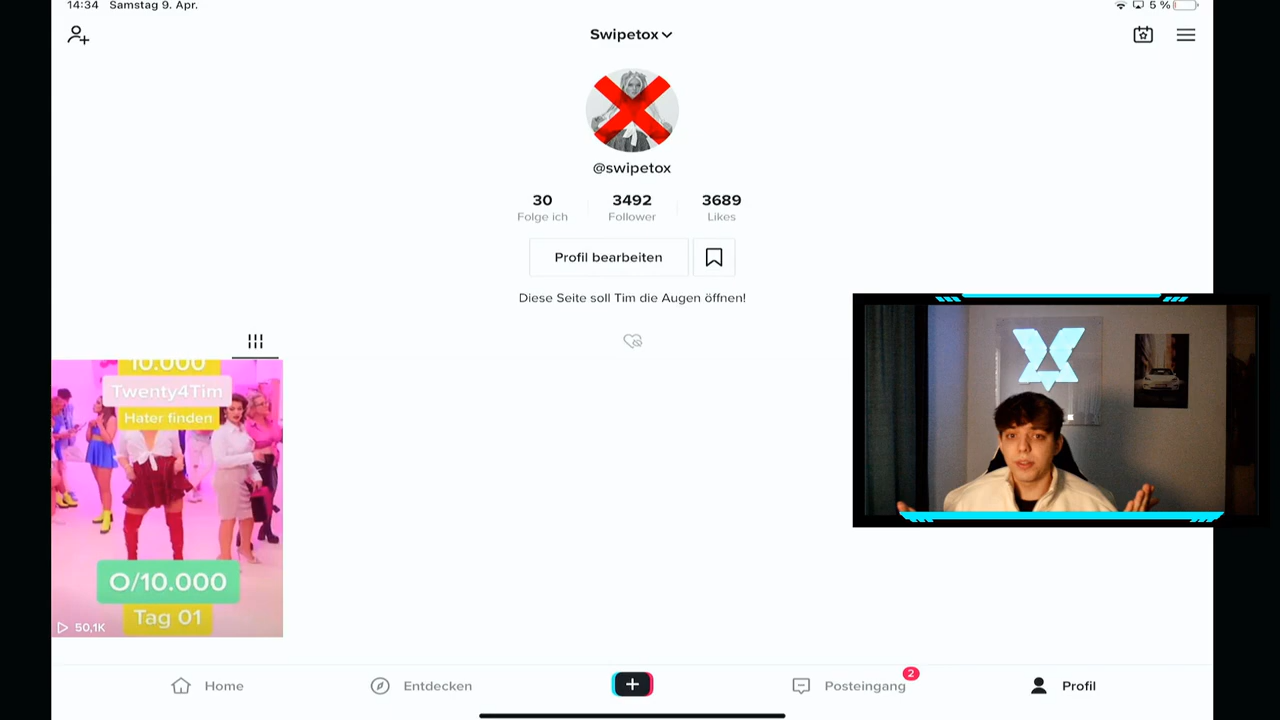 14:34 Samstag 9. Apr.
5 %
Swipetox
@swipetox
30
Folge ich
3492
Follower
3689
Likes
Profil bearbeiten
Diese Seite soll Tim die Augen öffnen!
10.000
Twenty4Tim
Hater finden
O/10.000
Tag 01
50,1K
Home
Entdecken
Posteingang
2
Profil